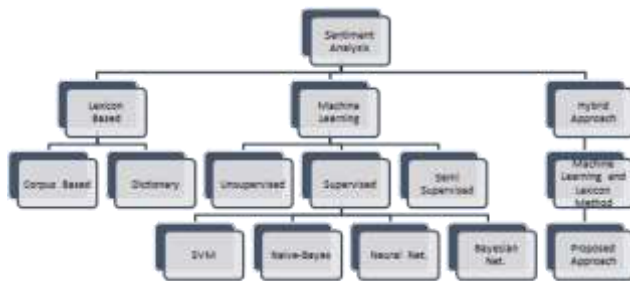 Sentiment
Analysis
Lexicon
Based
Machine
Learning
Hybrid
Approach
Corpus Based
Dictionary
Unsupervised
Supervised
Semi
Supervised
Machine
Learning and
Lexicon
Method
SVM
Naive-Bayes
Neural Net.
Bayesian
Net.
Proposed
Approach